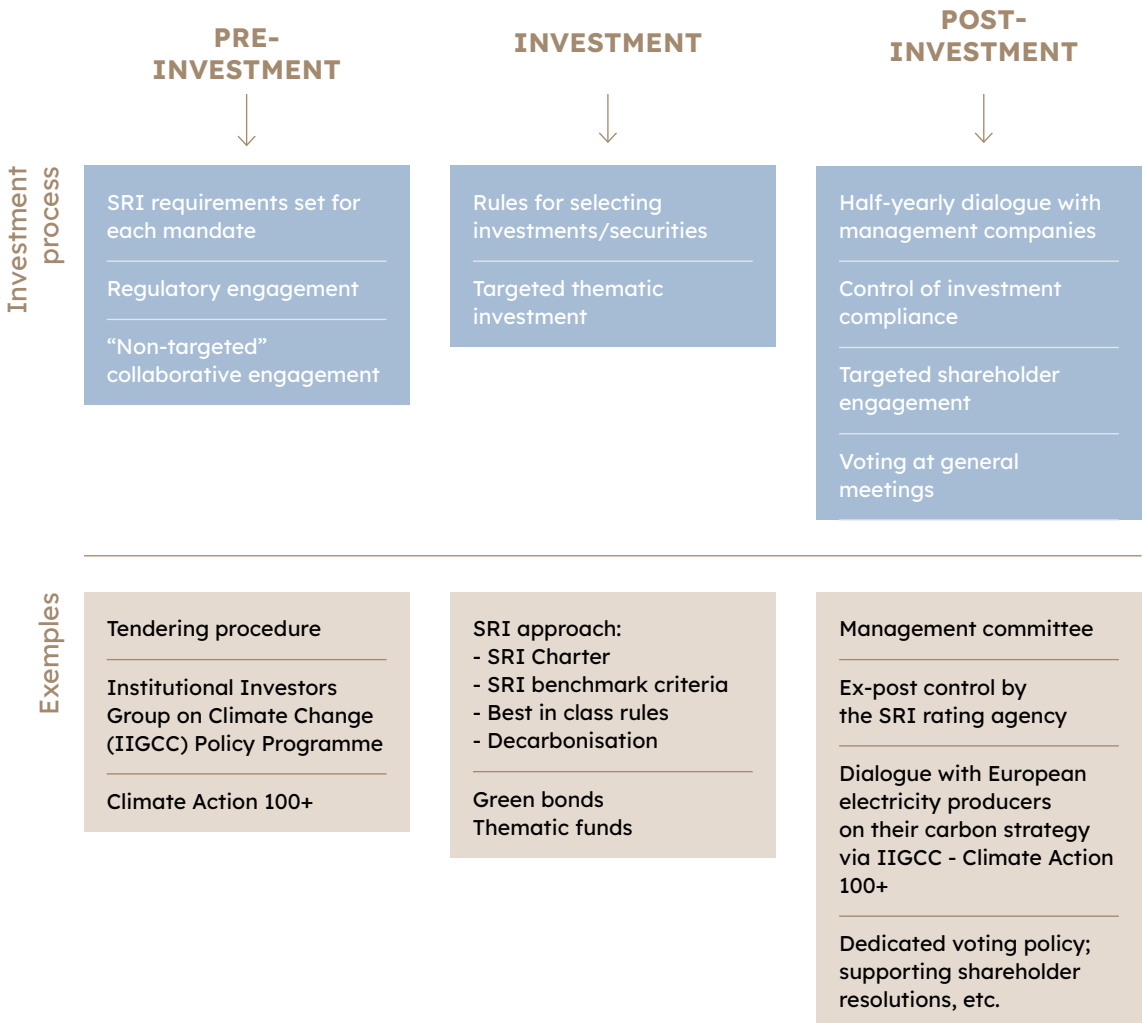 PRE-
INVESTMENT
INVESTMENT
POST-
INVESTMENT
Investment
process
SRI requirements set for
each mandate
Regulatory engagement
“Non-targeted”
collaborative engagement
Rules for selecting
investments/securities
Targeted thematic
investment
Half-yearly dialogue with
management companies
Control of investment
compliance
Targeted shareholder
engagement
Voting at general
meetings
Exemples
Tendering procedure
Institutional Investors
Group on Climate Change
(IIGCC) Policy Programme
Climate Action 100+
SRI approach:
- SRI Charter
- SRI benchmark criteria
- Best in class rules
- Decarbonisation
Green bonds
Thematic funds
Management committee
Ex-post control by
the SRI rating agency
Dialogue with European
electricity producers
on their carbon strategy
via IIGCC - Climate Action
100+
Dedicated voting policy;
supporting shareholder
resolutions, etc.